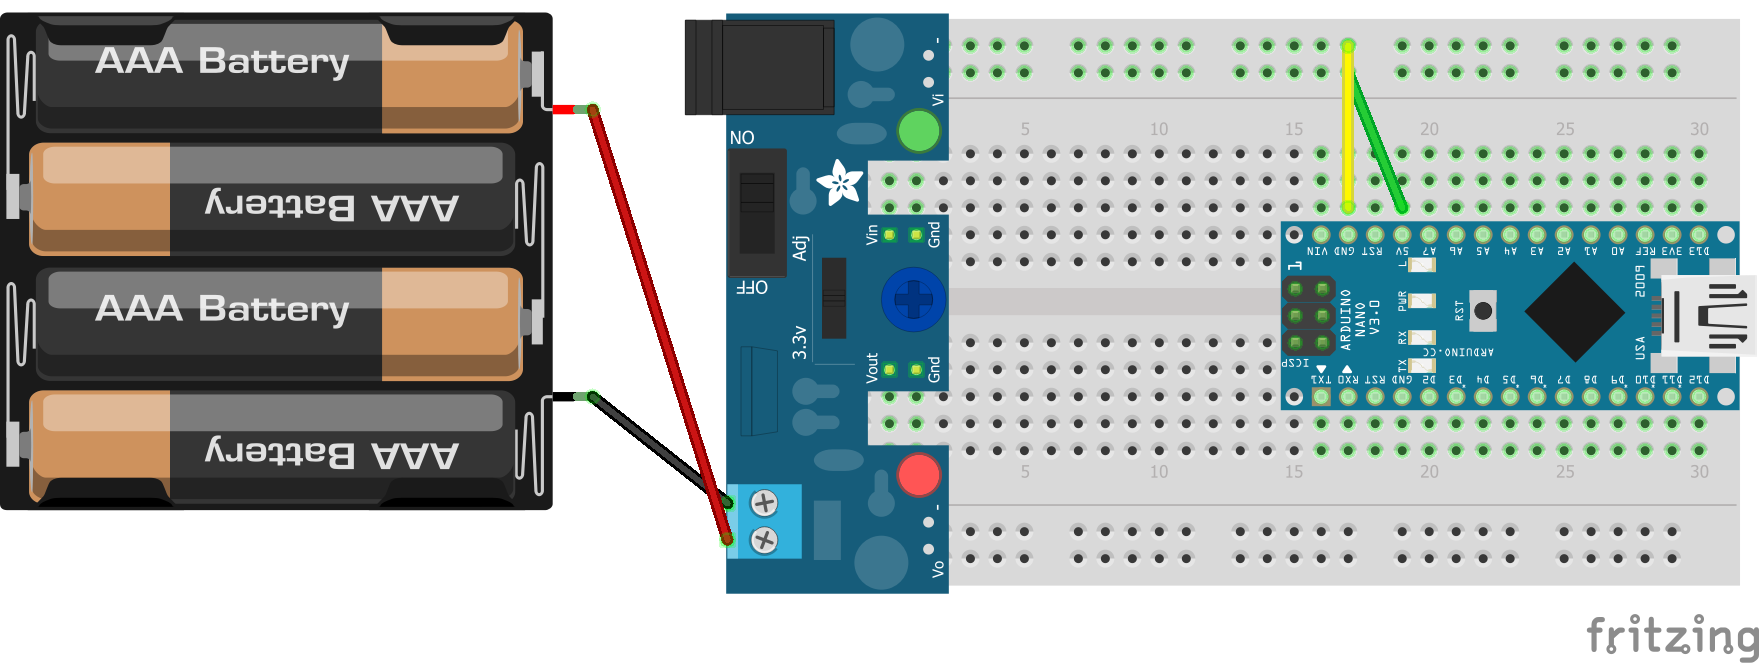 AAA Battery
AAA Battery
AAA Battery
AAA Battery
-
Vi
ON
OFF
Adj
3.3v
Vin
Gnd
Vout
Gnd
-
Vo
5
10
15
20
25
30
VIN
GND
RST
5V
A7
A6
A5
A4
A3
A2
A1
A0
REF
3V3
D13
L
PWR
RX
TX
RST
ARDUINO
NANO
V3.0
ARDUINO.CC
ICSP
USA
TX1
RX0
RST
GND
D2
D3
D4
D5
D6
D7
D8
D9
D10
D11
D12
5
10
15
20
25
30
fritzing